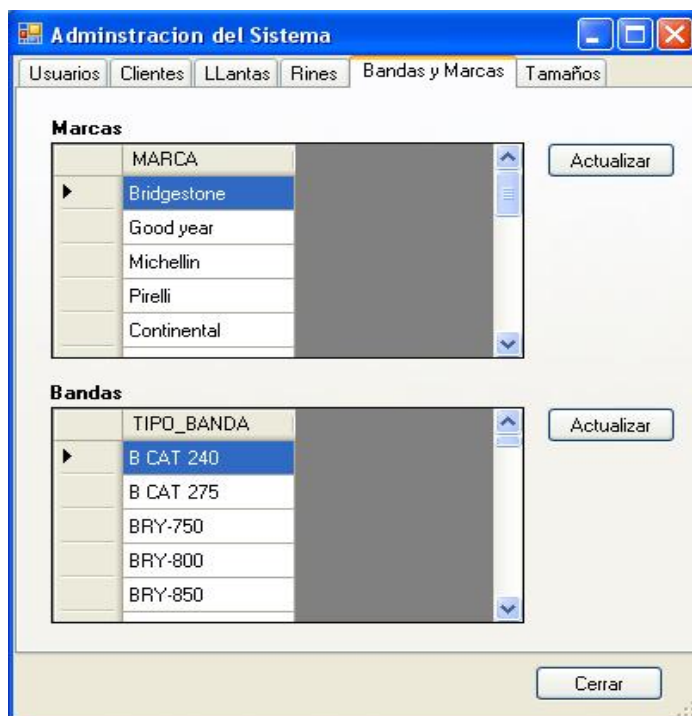 Adminstracion del Sistema
Usuarios Clientes LLantas Rines Bandas y Marcas Tamaños
Marcas
MARCA
Actualizar
Bridgestone
Good year
Michellin
Pirelli
Continental
Bandas
TIPO_BANDA
Actualizar
B CAT 240
B CAT 275
BRY-750
BRY-800
BRY-850
Cerrar